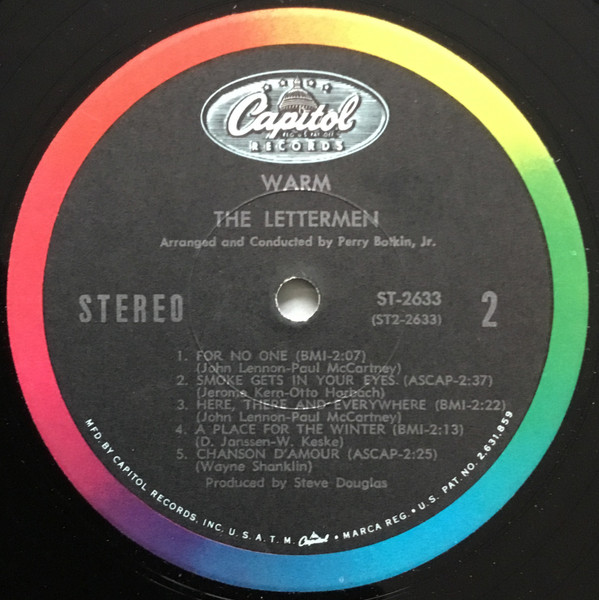 Capitol
RECORDS
WARM
THE LETTERMEN
Arranged and Conducted by Perry Botkin, Jr.
STEREO
ST-2633
(ST2-2633)
2
1. FOR NO ONE (BMI-2:07)
(John Lennon-Paul McCartney)
2. SMOKE GETS IN YOUR EYES (ASCAP-2:37)
(Jerome Kern-Otto Harbach)
3. HERE, THERE AND EVERYWHERE (BMI-2:22)
(John Lennon-Paul McCartney)
4. A PLACE FOR THE WINTER (BMI-2:13)
(D. Janssen-W. Keske)
5. CHANSON D'AMOUR (ASCAP-2:25)
(Wayne Shanklin)
Produced by Steve Douglas
MFD. BY CAPITOL RECORDS, INC. U.S.A. T.M. Capitol • MARCA REG. • U.S. PAT. NO. 2,631,859